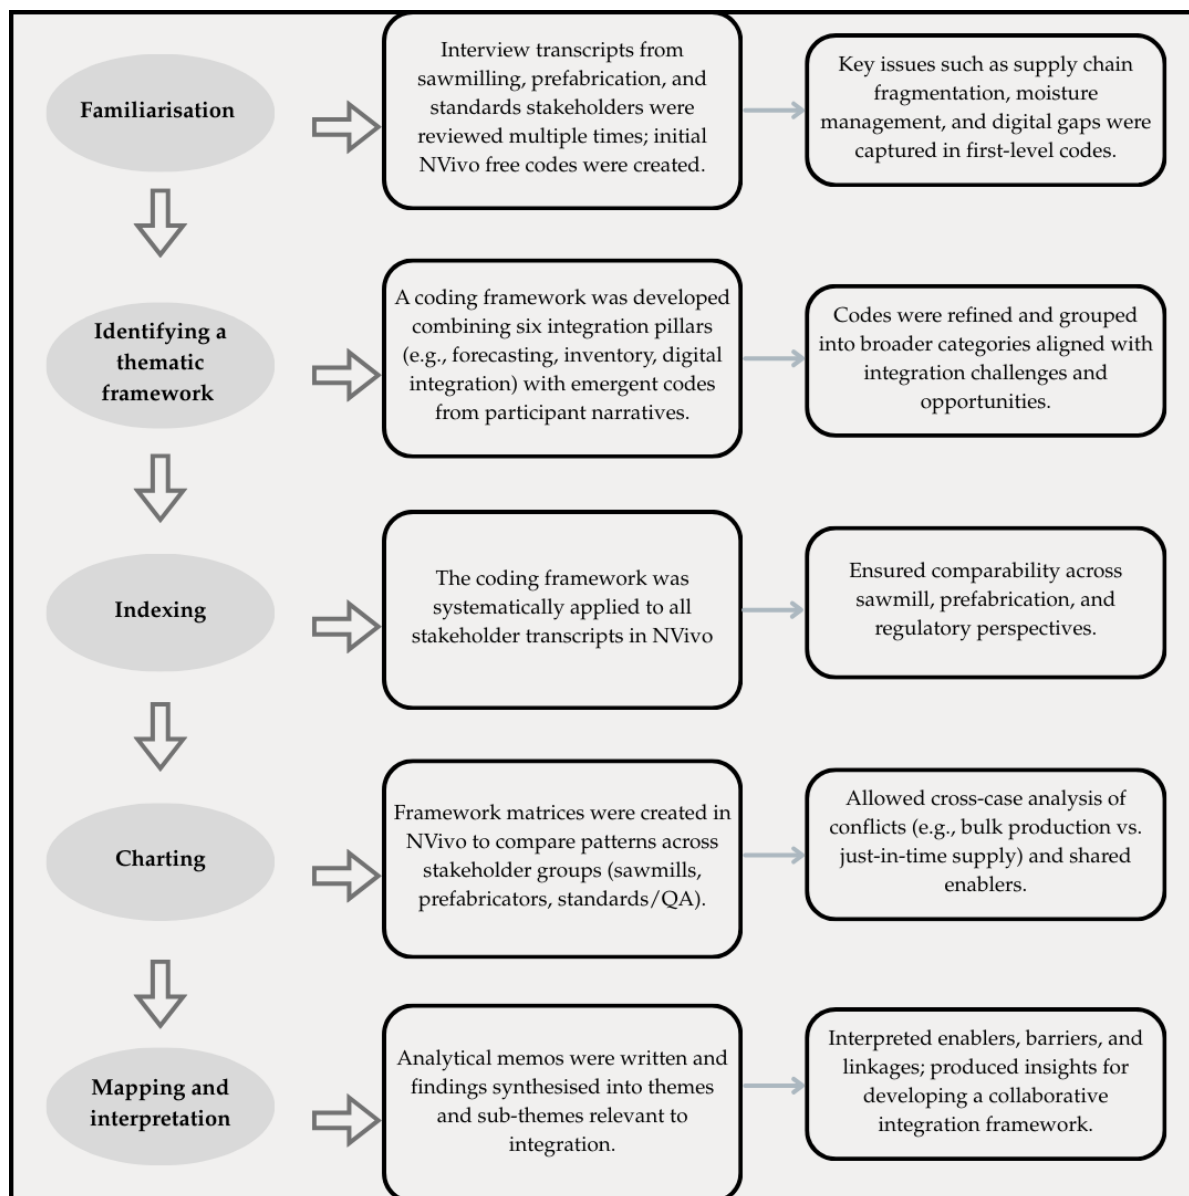 Familiarisation
Interview transcripts from
sawmilling, prefabrication, and
standards stakeholders were
reviewed multiple times; initial
NVivo free codes were created.
Key issues such as supply chain
fragmentation, moisture
management, and digital gaps were
captured in first-level codes.
Identifying a
thematic
framework
A coding framework was developed
combining six integration pillars
(e.g., forecasting, inventory, digital
integration) with emergent codes
from participant narratives.
Codes were refined and grouped
into broader categories aligned with
integration challenges and
opportunities.
Indexing
The coding framework was
systematically applied to all
stakeholder transcripts in NVivo
Ensured comparability across
sawmill, prefabrication, and
regulatory perspectives.
Charting
Framework matrices were created in
NVivo to compare patterns across
stakeholder groups (sawmills,
prefabricators, standards/QA).
Allowed cross-case analysis of
conflicts (e.g., bulk production vs.
just-in-time supply) and shared
enablers.
Mapping and
interpretation
Analytical memos were written and
findings synthesised into themes
and sub-themes relevant to
integration.
Interpreted enablers, barriers, and
linkages; produced insights for
developing a collaborative
integration framework.